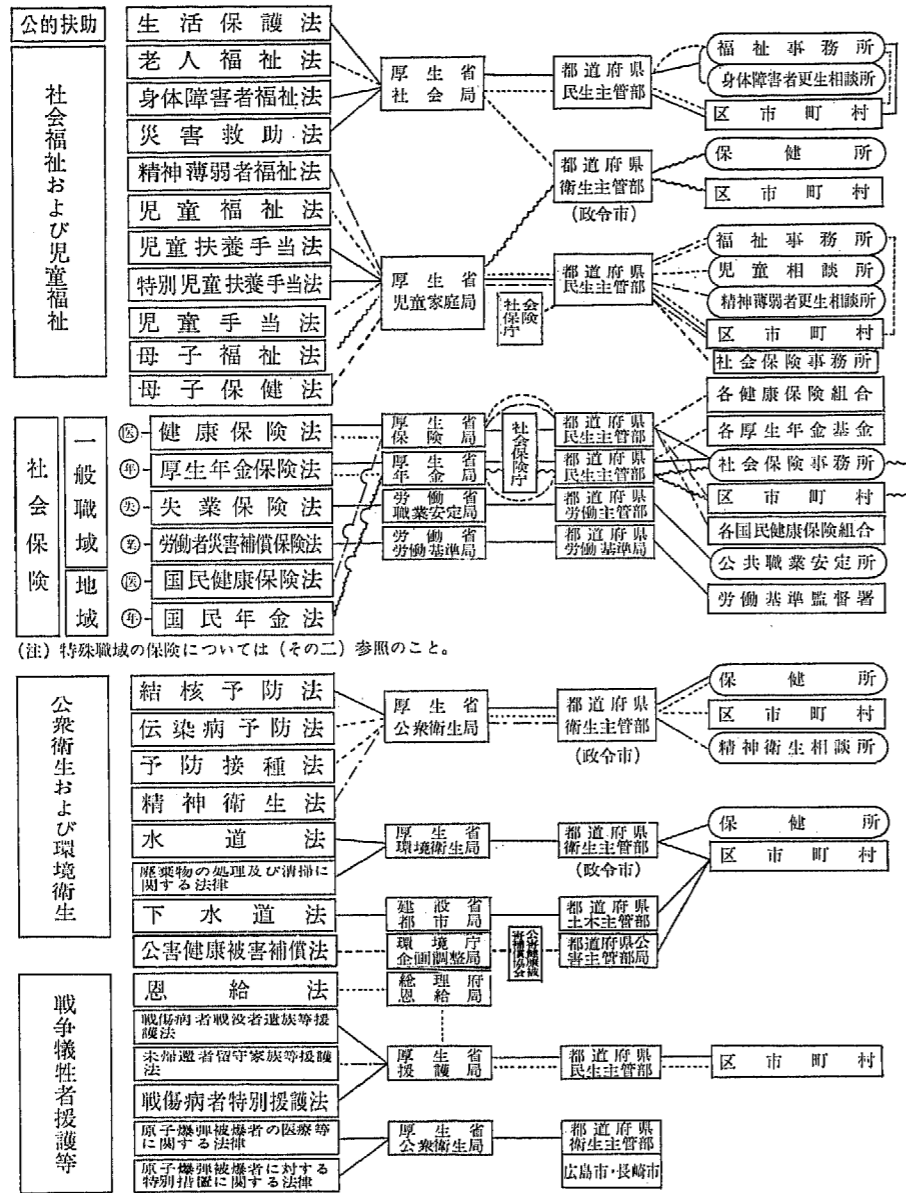 公的扶助
社会福祉および児童福祉
生活保護法
老人福祉法
身体障害者福祉法
災害救助法
精神薄弱者福祉法
児童福祉法
児童扶養手当法
特別児童扶養手当法
児童手当法
母子福祉法
母子保健法
厚生省
社会局
厚生省
児童家庭局
都道府県
民生主管部
都道府県
衛生主管部
(政令市)
社会保険庁
都道府県
民生主管部
福祉事務所
身体障害者更生相談所
区市町村
保健所
区市町村
福祉事務所
児童相談所
精神薄弱者更生相談所
区市町村
社会保険事務所
社会保険
一般職域
地域
医 健康保険法
年 厚生年金保険法
失 失業保険法
業 労働者災害補償保険法
医 国民健康保険法
年 国民年金法
厚生省
保険局
厚生省
年金局
労働省
職業安定局
労働省
労働基準局
社会保険庁
都道府県
民生主管部
都道府県
民生主管部
都道府県
労働主管部
都道府県
労働基準局
各健康保険組合
各厚生年金基金
社会保険事務所
区市町村
各国民健康保険組合
公共職業安定所
労働基準監督署
(注) 特殊職域の保険については(その二)参照のこと。
公衆衛生および環境衛生
結核予防法
伝染病予防法
予防接種法
精神衛生法
水道法
廃棄物の処理及び清掃に
関する法律
下水道法
公害健康被害補償法
厚生省
公衆衛生局
厚生省
環境衛生局
建設省
都市局
環境庁
企画調整局
公害健康被害補償協会
都道府県
衛生主管部
(政令市)
都道府県
衛生主管部
(政令市)
都道府県
土木主管部
都道府県公
害主管部局
保健所
区市町村
精神衛生相談所
保健所
区市町村
戦争犠牲者援護等
恩給法
戦傷病者戦没者遺族等援
護法
未帰還者留守家族等援護
法
戦傷病者特別援護法
原子爆弾被爆者の医療等
に関する法律
原子爆弾被爆者に対する
特別措置に関する法律
総理府
恩給局
厚生省
援護局
厚生省
公衆衛生局
都道府県
民生主管部
都道府県
衛生主管部
広島市・長崎市
区市町村